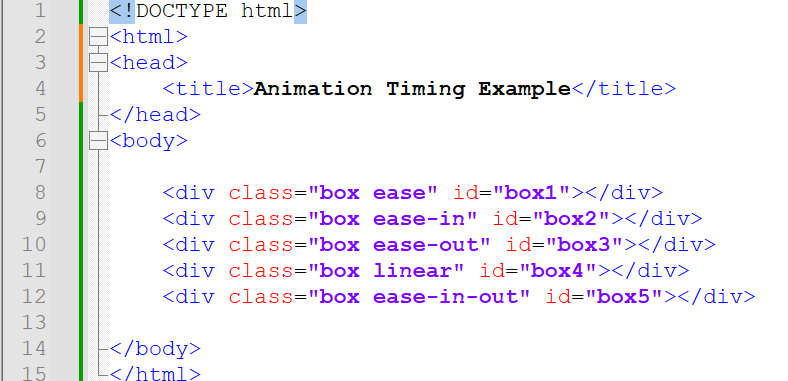 1 <!DOCTYPE html>
2 <html>
3 <head>
4 <title>Animation Timing Example</title>
5 </head>
6 <body>
7
8 <div class="box ease" id="box1"></div>
9 <div class="box ease-in" id="box2"></div>
10 <div class="box ease-out" id="box3"></div>
11 <div class="box linear" id="box4"></div>
12 <div class="box ease-in-out" id="box5"></div>
13
14 </body>
15 </html>